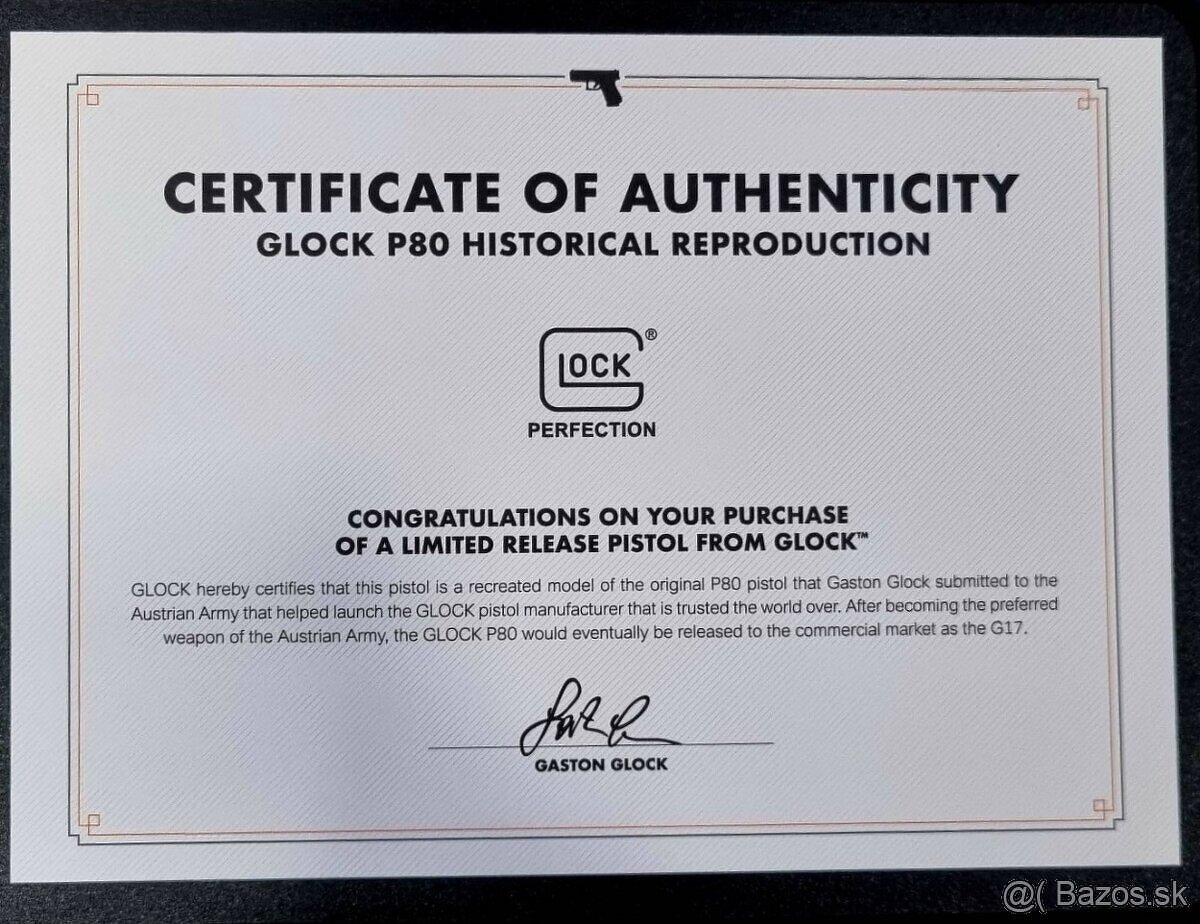 CERTIFICATE OF AUTHENTICITY
GLOCK P80 HISTORICAL REPRODUCTION
GLOCK®
PERFECTION
CONGRATULATIONS ON YOUR PURCHASE
OF A LIMITED RELEASE PISTOL FROM GLOCK™
GLOCK hereby certifies that this pistol is a recreated model of the original P80 pistol that Gaston Glock submitted to the
Austrian Army that helped launch the GLOCK pistol manufacturer that is trusted the world over. After becoming the preferred
weapon of the Austrian Army, the GLOCK P80 would eventually be released to the commercial market as the G17.
GASTON GLOCK
@( Bazos.sk